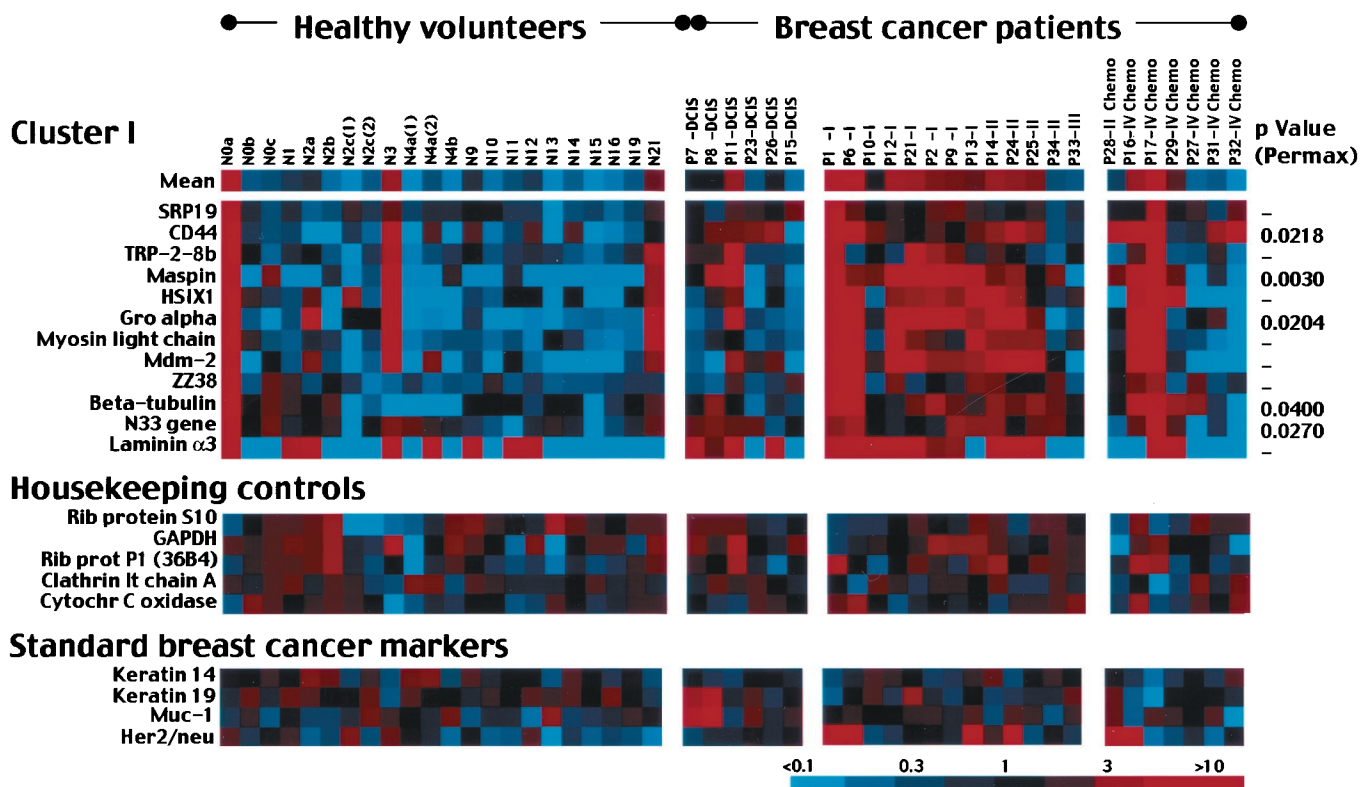 Healthy volunteers
Breast cancer patients
Cluster I
N0a N0b N0c N1 N2a N2b N2c(1) N2c(2) N3 N4a(1) N4a(2) N4b N9 N10 N11 N12 N13 N14 N15 N16 N19 N21
P7 -DCIS P8 -DCIS P11-DCIS P23-DCIS P26-DCIS P15-DCIS
P1 -I P6 -I P10-I P12-I P21-I P2 -I P9 -I P13-I P14-II P24-II P25-II P34-II P33-III
P28-II Chemo P16-IV Chemo P17-IV Chemo P29-IV Chemo P27-IV Chemo P31-IV Chemo P32-IV Chemo
p Value
(Permax)
Mean
SRP19 –
CD44 0.0218
TRP-2-8b –
Maspin 0.0030
HSIX1 –
Gro alpha 0.0204
Myosin light chain –
Mdm-2 –
ZZ38 –
Beta-tubulin 0.0400
N33 gene 0.0270
Laminin α3 –
Housekeeping controls
Rib protein S10
GAPDH
Rib prot P1 (36B4)
Clathrin lt chain A
Cytochr C oxidase
Standard breast cancer markers
Keratin 14
Keratin 19
Muc-1
Her2/neu
<0.1 0.3 1 3 >10